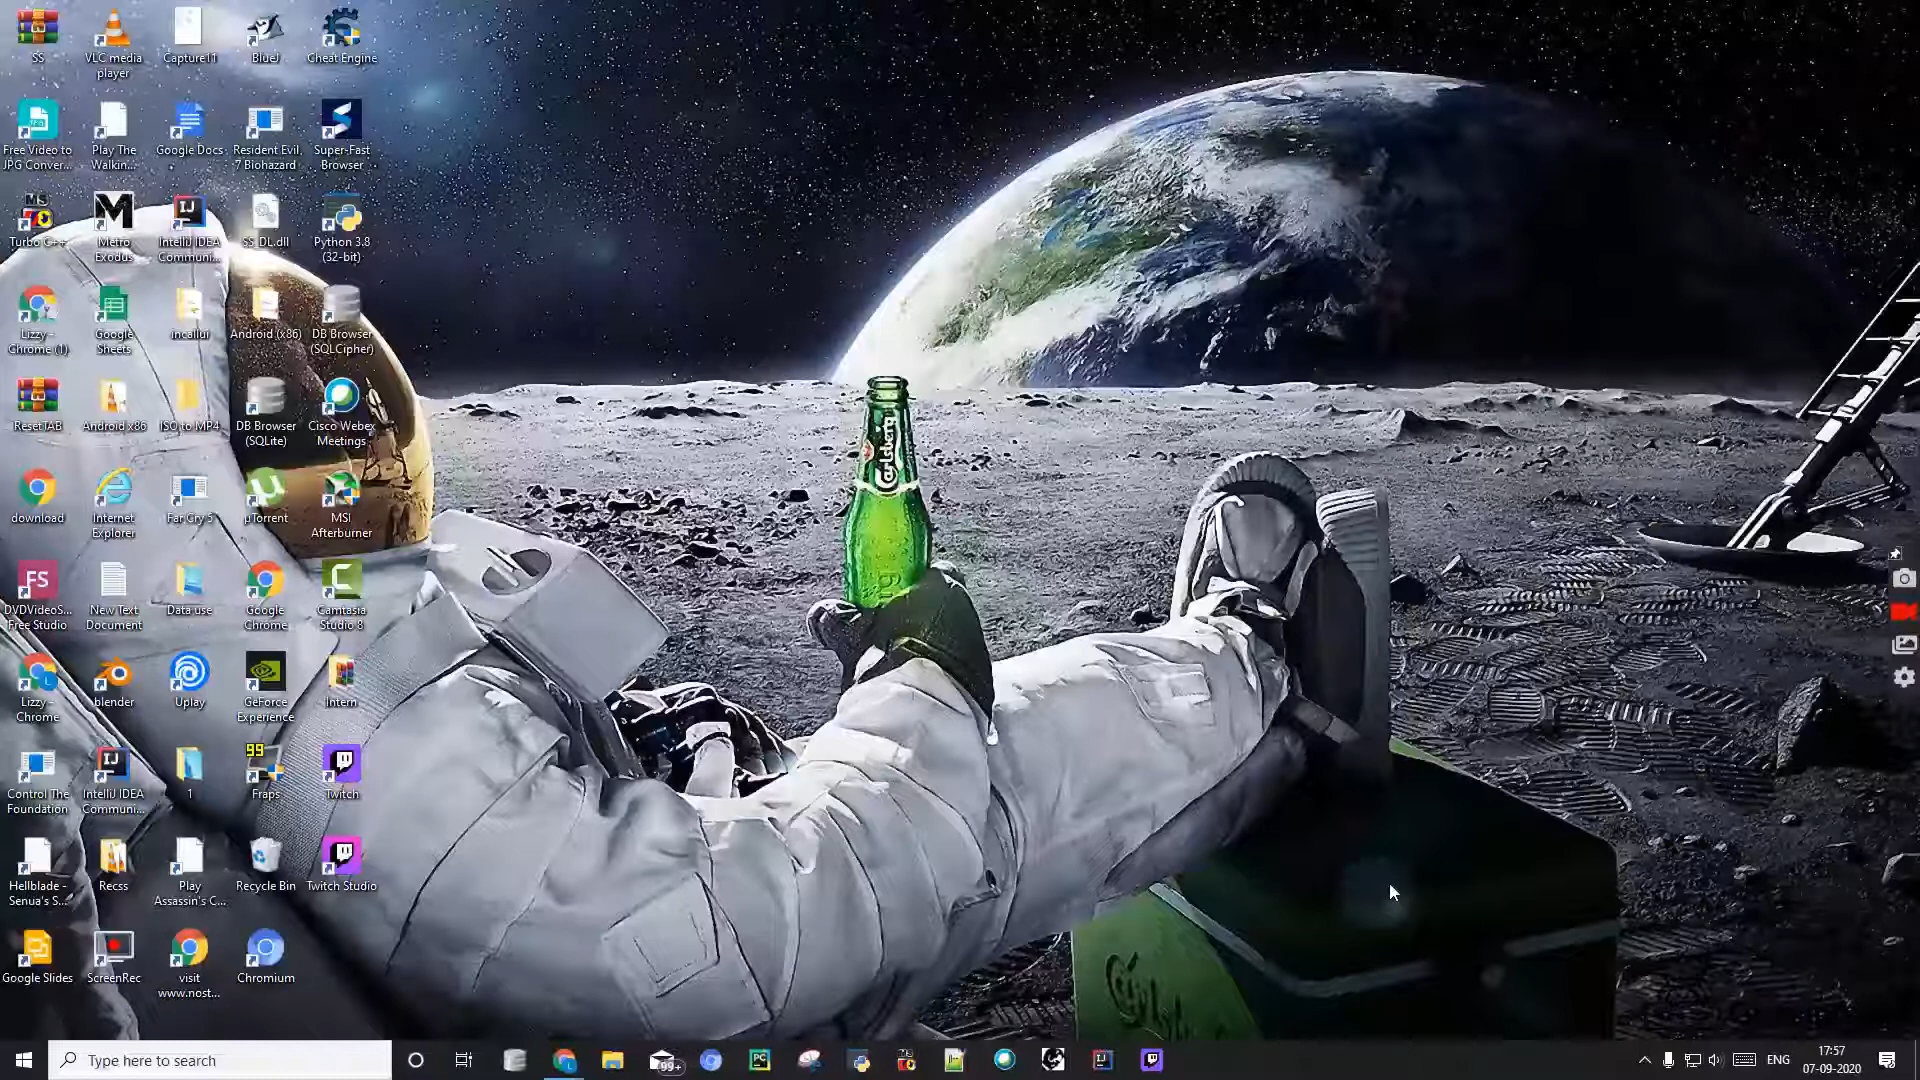 SS
VLC media
player
Capture11
BlueJ
Cheat Engine
Free Video to
JPG Conver...
Play The
Walkin...
Google Docs
Resident Evil
7 Biohazard
Super-Fast
Browser
Turbo C++
Metro
Exodus
IntelliJ IDEA
Communi...
SS_DL.dll
Python 3.8
(32-bit)
Lizzy -
Chrome (1)
Google
Sheets
incallui
Android (x86)
DB Browser
(SQLCipher)
ResetTAB
Android x86
ISO to MP4
DB Browser
(SQLite)
Cisco Webex
Meetings
download
Internet
Explorer
Far Cry 5
µTorrent
MSI
Afterburner
DVDVideoS...
Free Studio
New Text
Document
Data use
Google
Chrome
Camtasia
Studio 8
Lizzy -
Chrome
blender
Uplay
GeForce
Experience
Intern
Control The
Foundation
IntelliJ IDEA
Communi...
1
Fraps
Twitch
Hellblade -
Senua's S...
Recss
Play
Assassin's C...
Recycle Bin
Twitch Studio
Google Slides
ScreenRec
visit
www.nost...
Chromium
Carlsberg
Type here to search
99+
ENG
17:57
07-09-2020